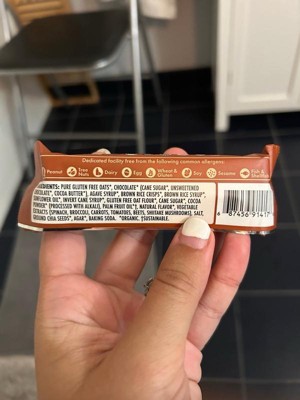 Dedicated facility free from the following common allergens
Peanut Tree Nuts Dairy Egg Wheat & Gluten Soy Sesame Fish &
INGREDIENTS: PURE GLUTEN FREE OATS, CHOCOLATE† (CANE SUGAR*, UNSWEETENED
CHOCOLATE, COCOA BUTTER*), AGAVE SYRUP*, BROWN RICE CRISPS*, BROWN RICE SYRUP*,
SUNFLOWER OIL*, INVERT CANE SYRUP*, GLUTEN FREE OAT FLOUR*, CANE SUGAR*, COCOA
POWDER* (PROCESSED WITH ALKALI), PALM FRUIT OIL*†, NATURAL FLAVOR*, VEGETABLE
EXTRACTS (SPINACH, BROCCOLI, CARROTS, TOMATOES, BEETS, SHIITAKE MUSHROOMS), SALT,
GROUND CHIA SEEDS*, AGAR*, BAKING SODA. *ORGANIC. †SUSTAINABLE.
6 87456 91417